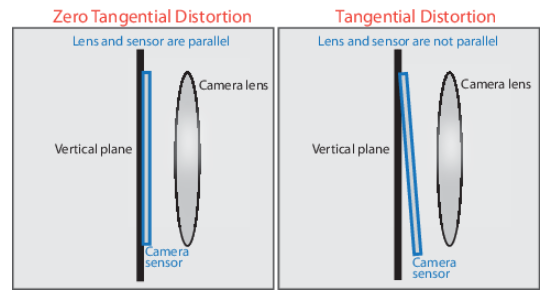 Zero Tangential Distortion
Lens and sensor are parallel
Camera lens
Vertical plane
Camera
sensor
Tangential Distortion
Lens and sensor are not parallel
Camera lens
Vertical plane
Camera
sensor